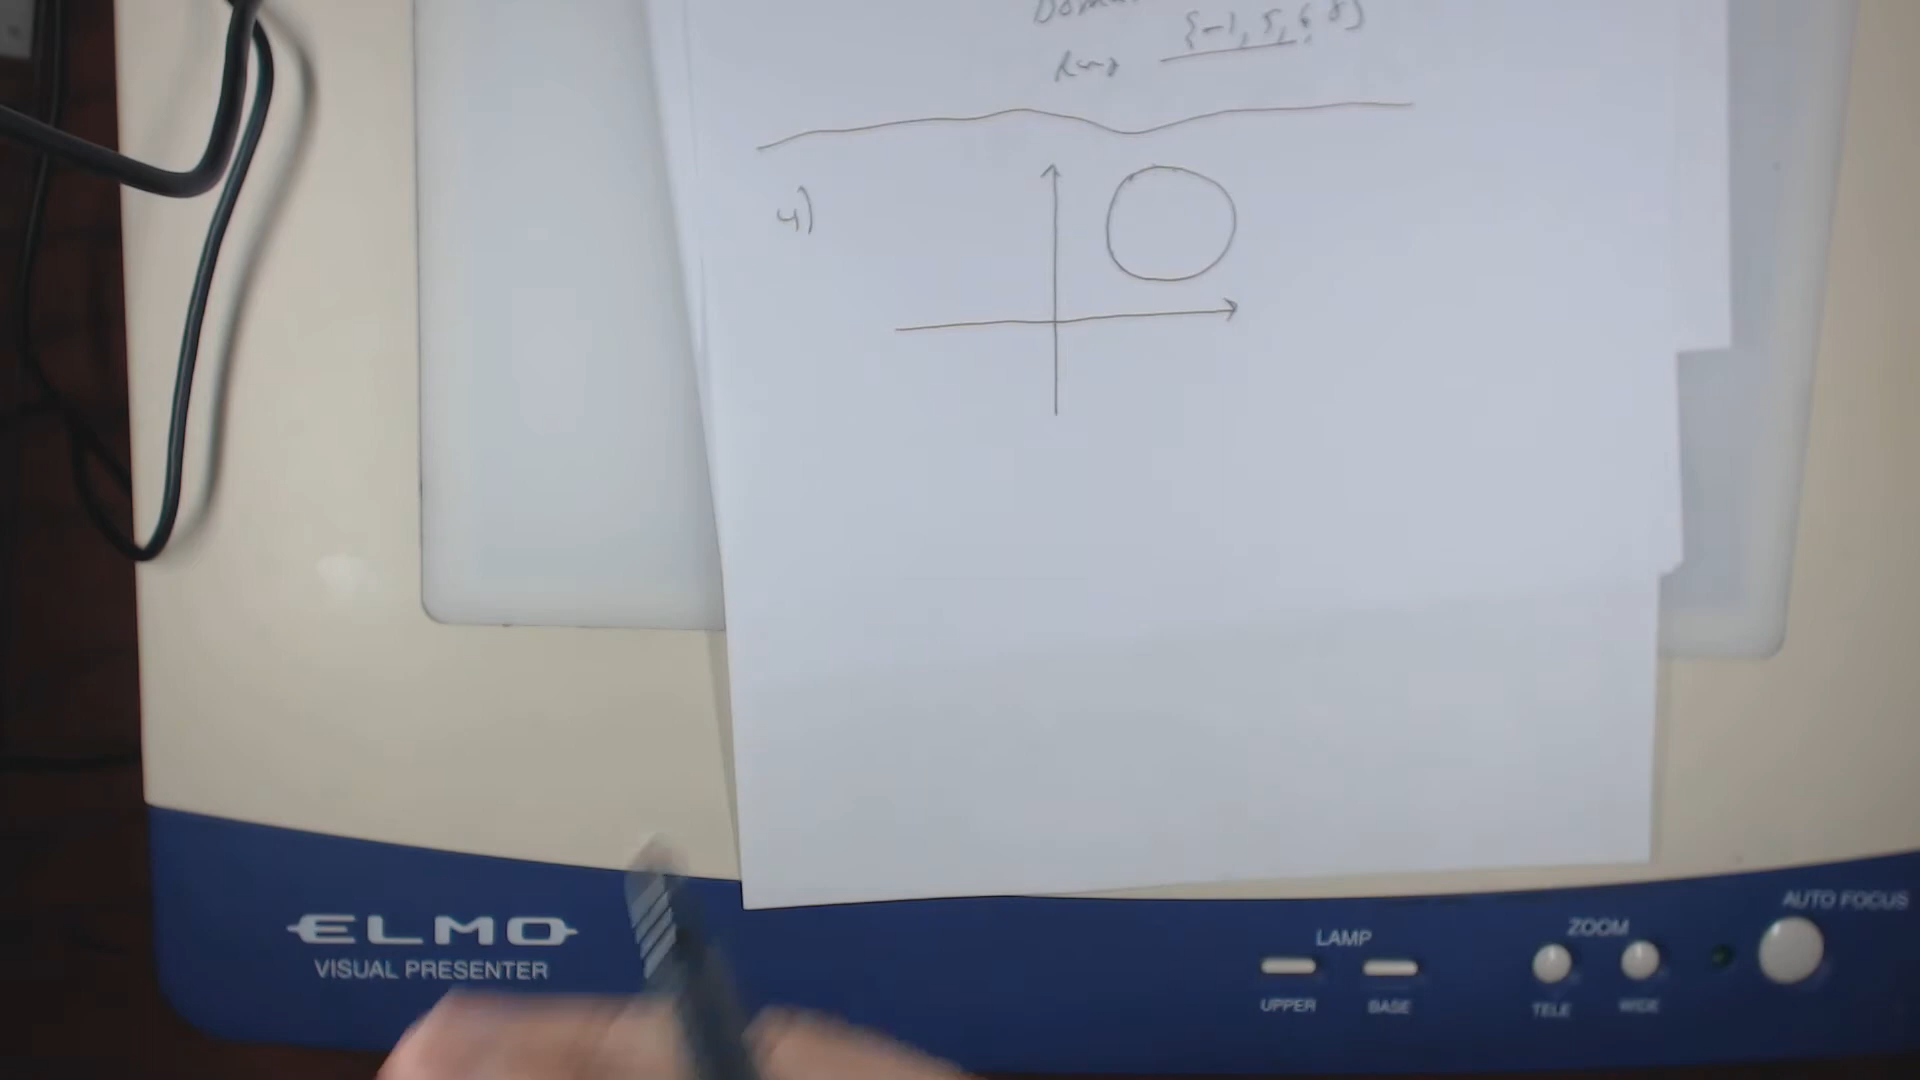 {-1, 5, 6, 8}
4)
ELMO
VISUAL PRESENTER
LAMP
UPPER
BASE
ZOOM
TELE
WIDE
AUTO FOCUS